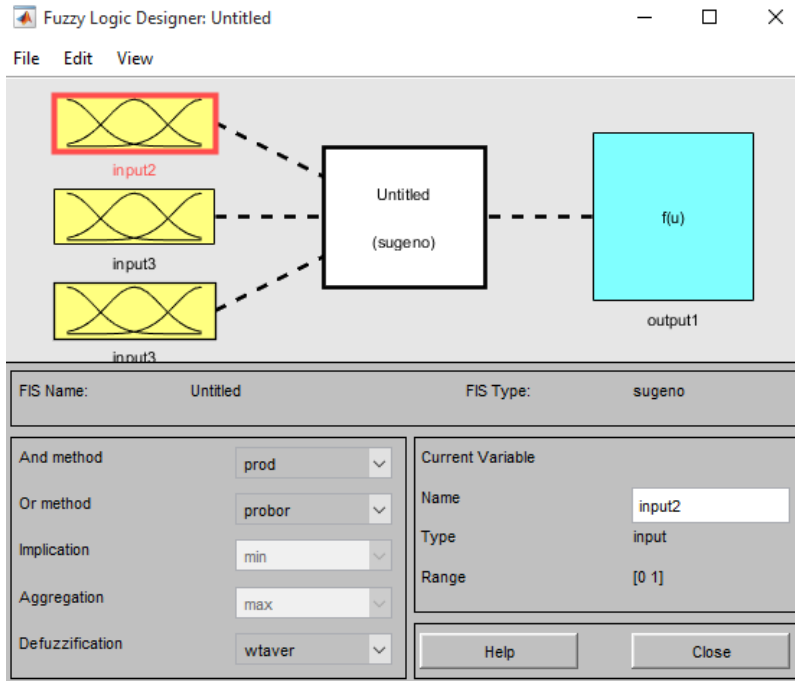 Fuzzy Logic Designer: Untitled
File Edit View
input2
input3
input3
Untitled
(sugeno)
f(u)
output1
FIS Name: Untitled FIS Type: sugeno
And method prod
Or method probor
Implication min
Aggregation max
Defuzzification wtaver
Current Variable
Name input2
Type input
Range [0 1]
Help Close